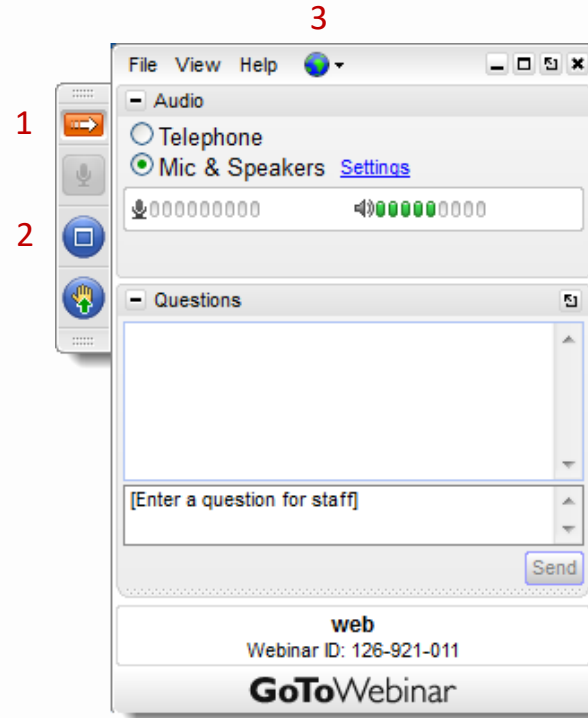 3
File View Help
Audio
1
Telephone
Mic & Speakers Settings
2
Questions
[Enter a question for staff]
Send
web
Webinar ID: 126-921-011
GoToWebinar